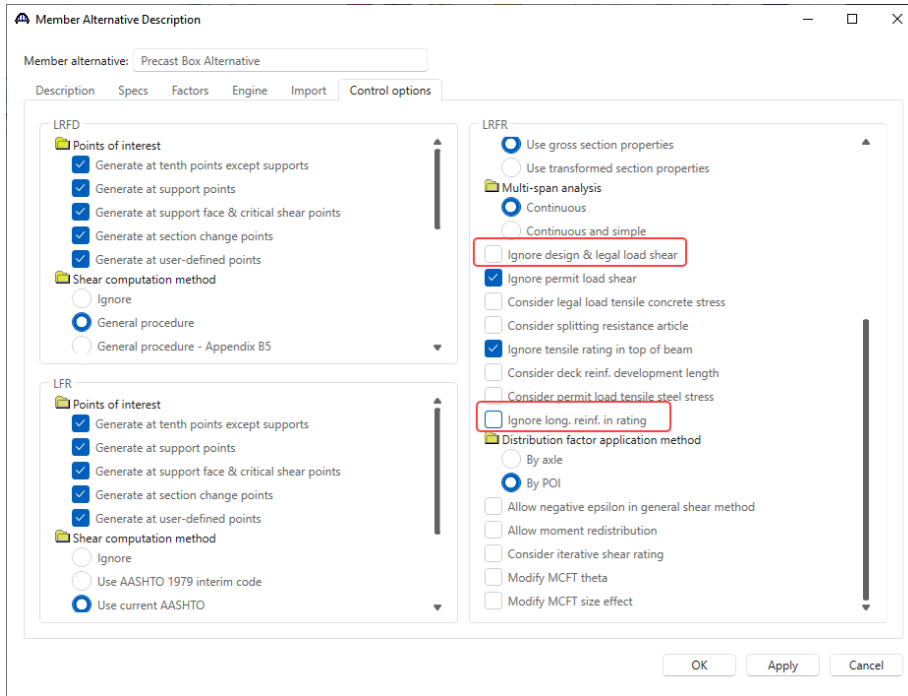 Member Alternative Description
Member alternative: Precast Box Alternative
Description Specs Factors Engine Import Control options
LRFD
Points of interest
Generate at tenth points except supports
Generate at support points
Generate at support face & critical shear points
Generate at section change points
Generate at user-defined points
Shear computation method
Ignore
General procedure
General procedure - Appendix B5
LFR
Points of interest
Generate at tenth points except supports
Generate at support points
Generate at support face & critical shear points
Generate at section change points
Generate at user-defined points
Shear computation method
Ignore
Use AASHTO 1979 interim code
Use current AASHTO
LRFR
Use gross section properties
Use transformed section properties
Multi-span analysis
Continuous
Continuous and simple
Ignore design & legal load shear
Ignore permit load shear
Consider legal load tensile concrete stress
Consider splitting resistance article
Ignore tensile rating in top of beam
Consider deck reinf. development length
Consider permit load tensile steel stress
Ignore long. reinf. in rating
Distribution factor application method
By axle
By POI
Allow negative epsilon in general shear method
Allow moment redistribution
Consider iterative shear rating
Modify MCFT theta
Modify MCFT size effect
OK Apply Cancel